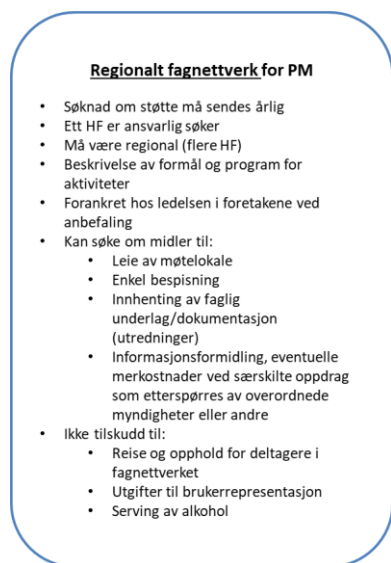 Regionalt fagnettverk for PM
• Søknad om støtte må sendes årlig
• Ett HF er ansvarlig søker
• Må være regional (flere HF)
• Beskrivelse av formål og program for
aktiviteter
• Forankret hos ledelsen i foretakene ved
anbefaling
• Kan søke om midler til:
• Leie av møtelokale
• Enkel bespisning
• Innhenting av faglig
underlag/dokumentasjon
(utredninger)
• Informasjonsformidling, eventuelle
merkostnader ved særskilte oppdrag
som etterspørres av overordnede
myndigheter eller andre
• Ikke tilskudd til:
• Reise og opphold for deltagere i
fagnettverket
• Utgifter til brukerrepresentasjon
• Serving av alkohol